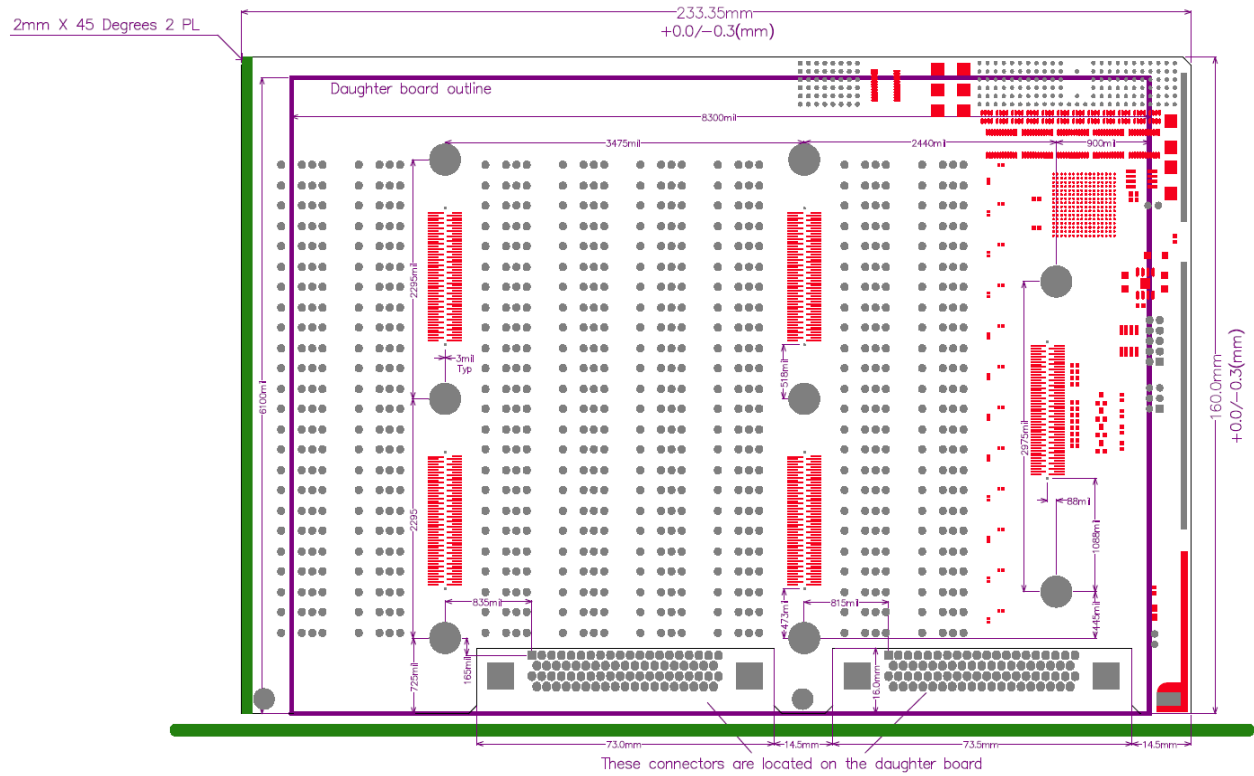 233.35mm
+0.0/-0.3(mm)
2mm X 45 Degrees 2 PL
Daughter board outline
8300mil
3475mil
2440mil
900mil
2295mil
3mil
Typ
518mil
6100mil
2975mil
160.0mm
+0.0/-0.3(mm)
2295
88mil
1088mil
835mil
815mil
473mil
445mil
165mil
725mil
16.0mm
73.0mm
14.5mm
73.5mm
14.5mm
These connectors are located on the daughter board